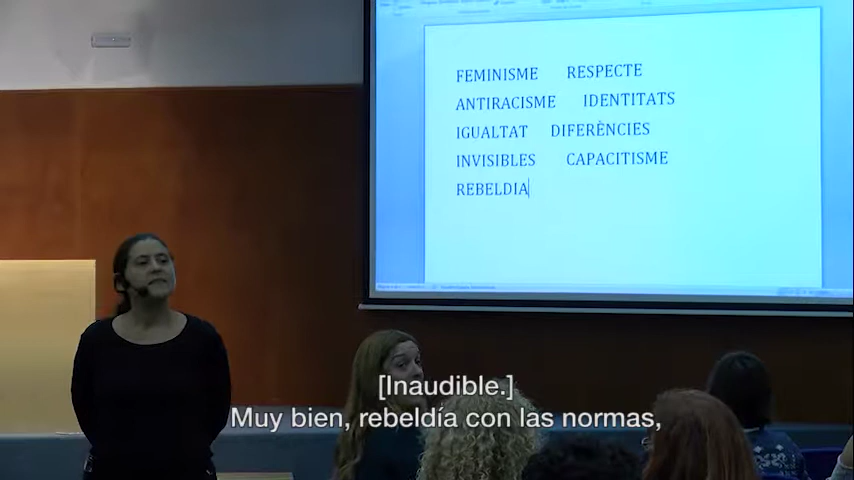 FEMINISME RESPECTE
ANTIRACISME IDENTITATS
IGUALTAT DIFERÈNCIES
INVISIBLES CAPACITISME
REBELDIA
[Inaudible.]
Muy bien, rebeldía con las normas,